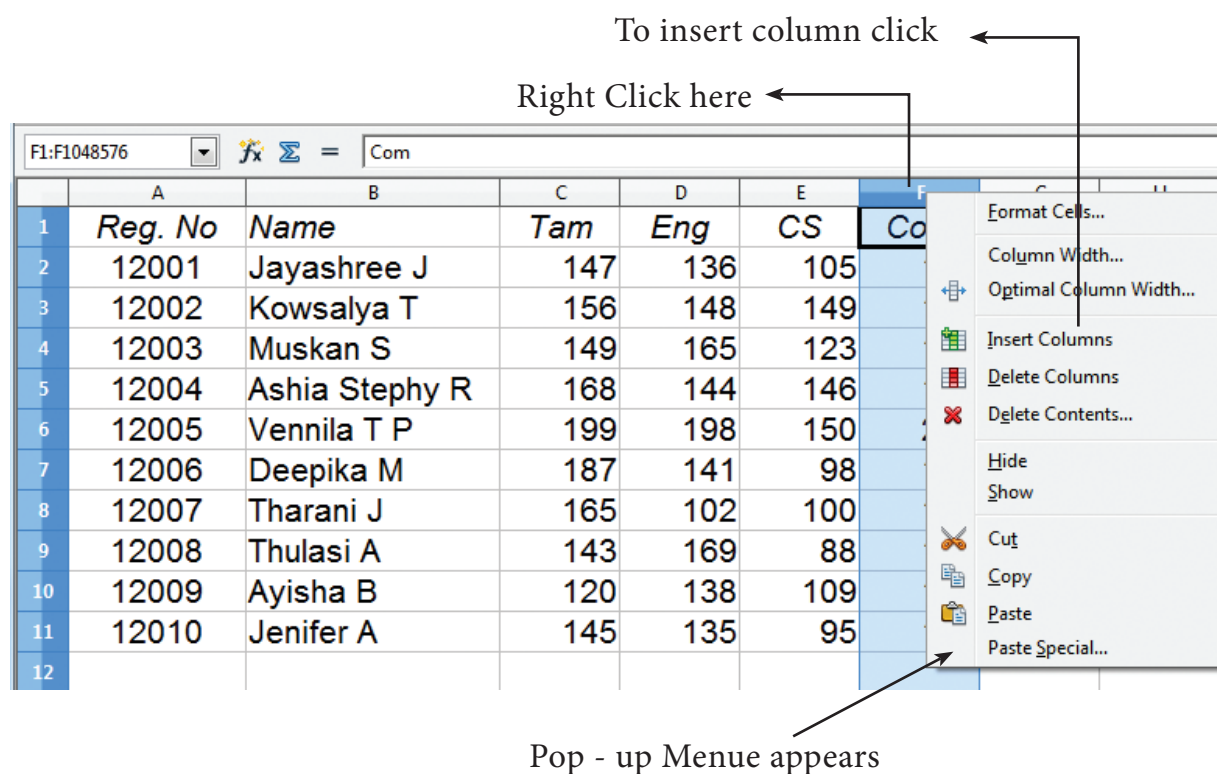 To insert column click
Right Click here
F1:F1048576 fx Σ = Com
A B C D E F
1 Reg. No Name Tam Eng CS Co
2 12001 Jayashree J 147 136 105
3 12002 Kowsalya T 156 148 149
4 12003 Muskan S 149 165 123
5 12004 Ashia Stephy R 168 144 146
6 12005 Vennila T P 199 198 150
7 12006 Deepika M 187 141 98
8 12007 Tharani J 165 102 100
9 12008 Thulasi A 143 169 88
10 12009 Ayisha B 120 138 109
11 12010 Jenifer A 145 135 95
12
Format Cells...
Column Width...
Optimal Column Width...
Insert Columns
Delete Columns
Delete Contents...
Hide
Show
Cut
Copy
Paste
Paste Special...
Pop - up Menue appears